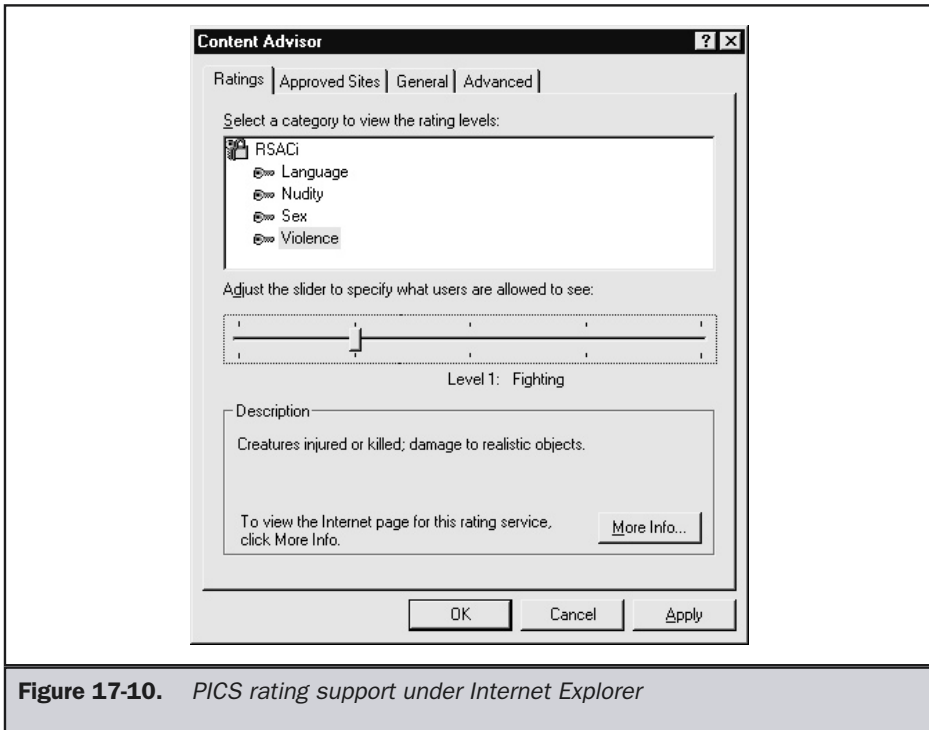 Content Advisor
Ratings Approved Sites General Advanced
Select a category to view the rating levels:
RSACi
Language
Nudity
Sex
Violence
Adjust the slider to specify what users are allowed to see:
Level 1: Fighting
Description
Creatures injured or killed; damage to realistic objects.
To view the Internet page for this rating service,
click More Info.
More Info...
OK Cancel Apply
Figure 17-10. PICS rating support under Internet Explorer